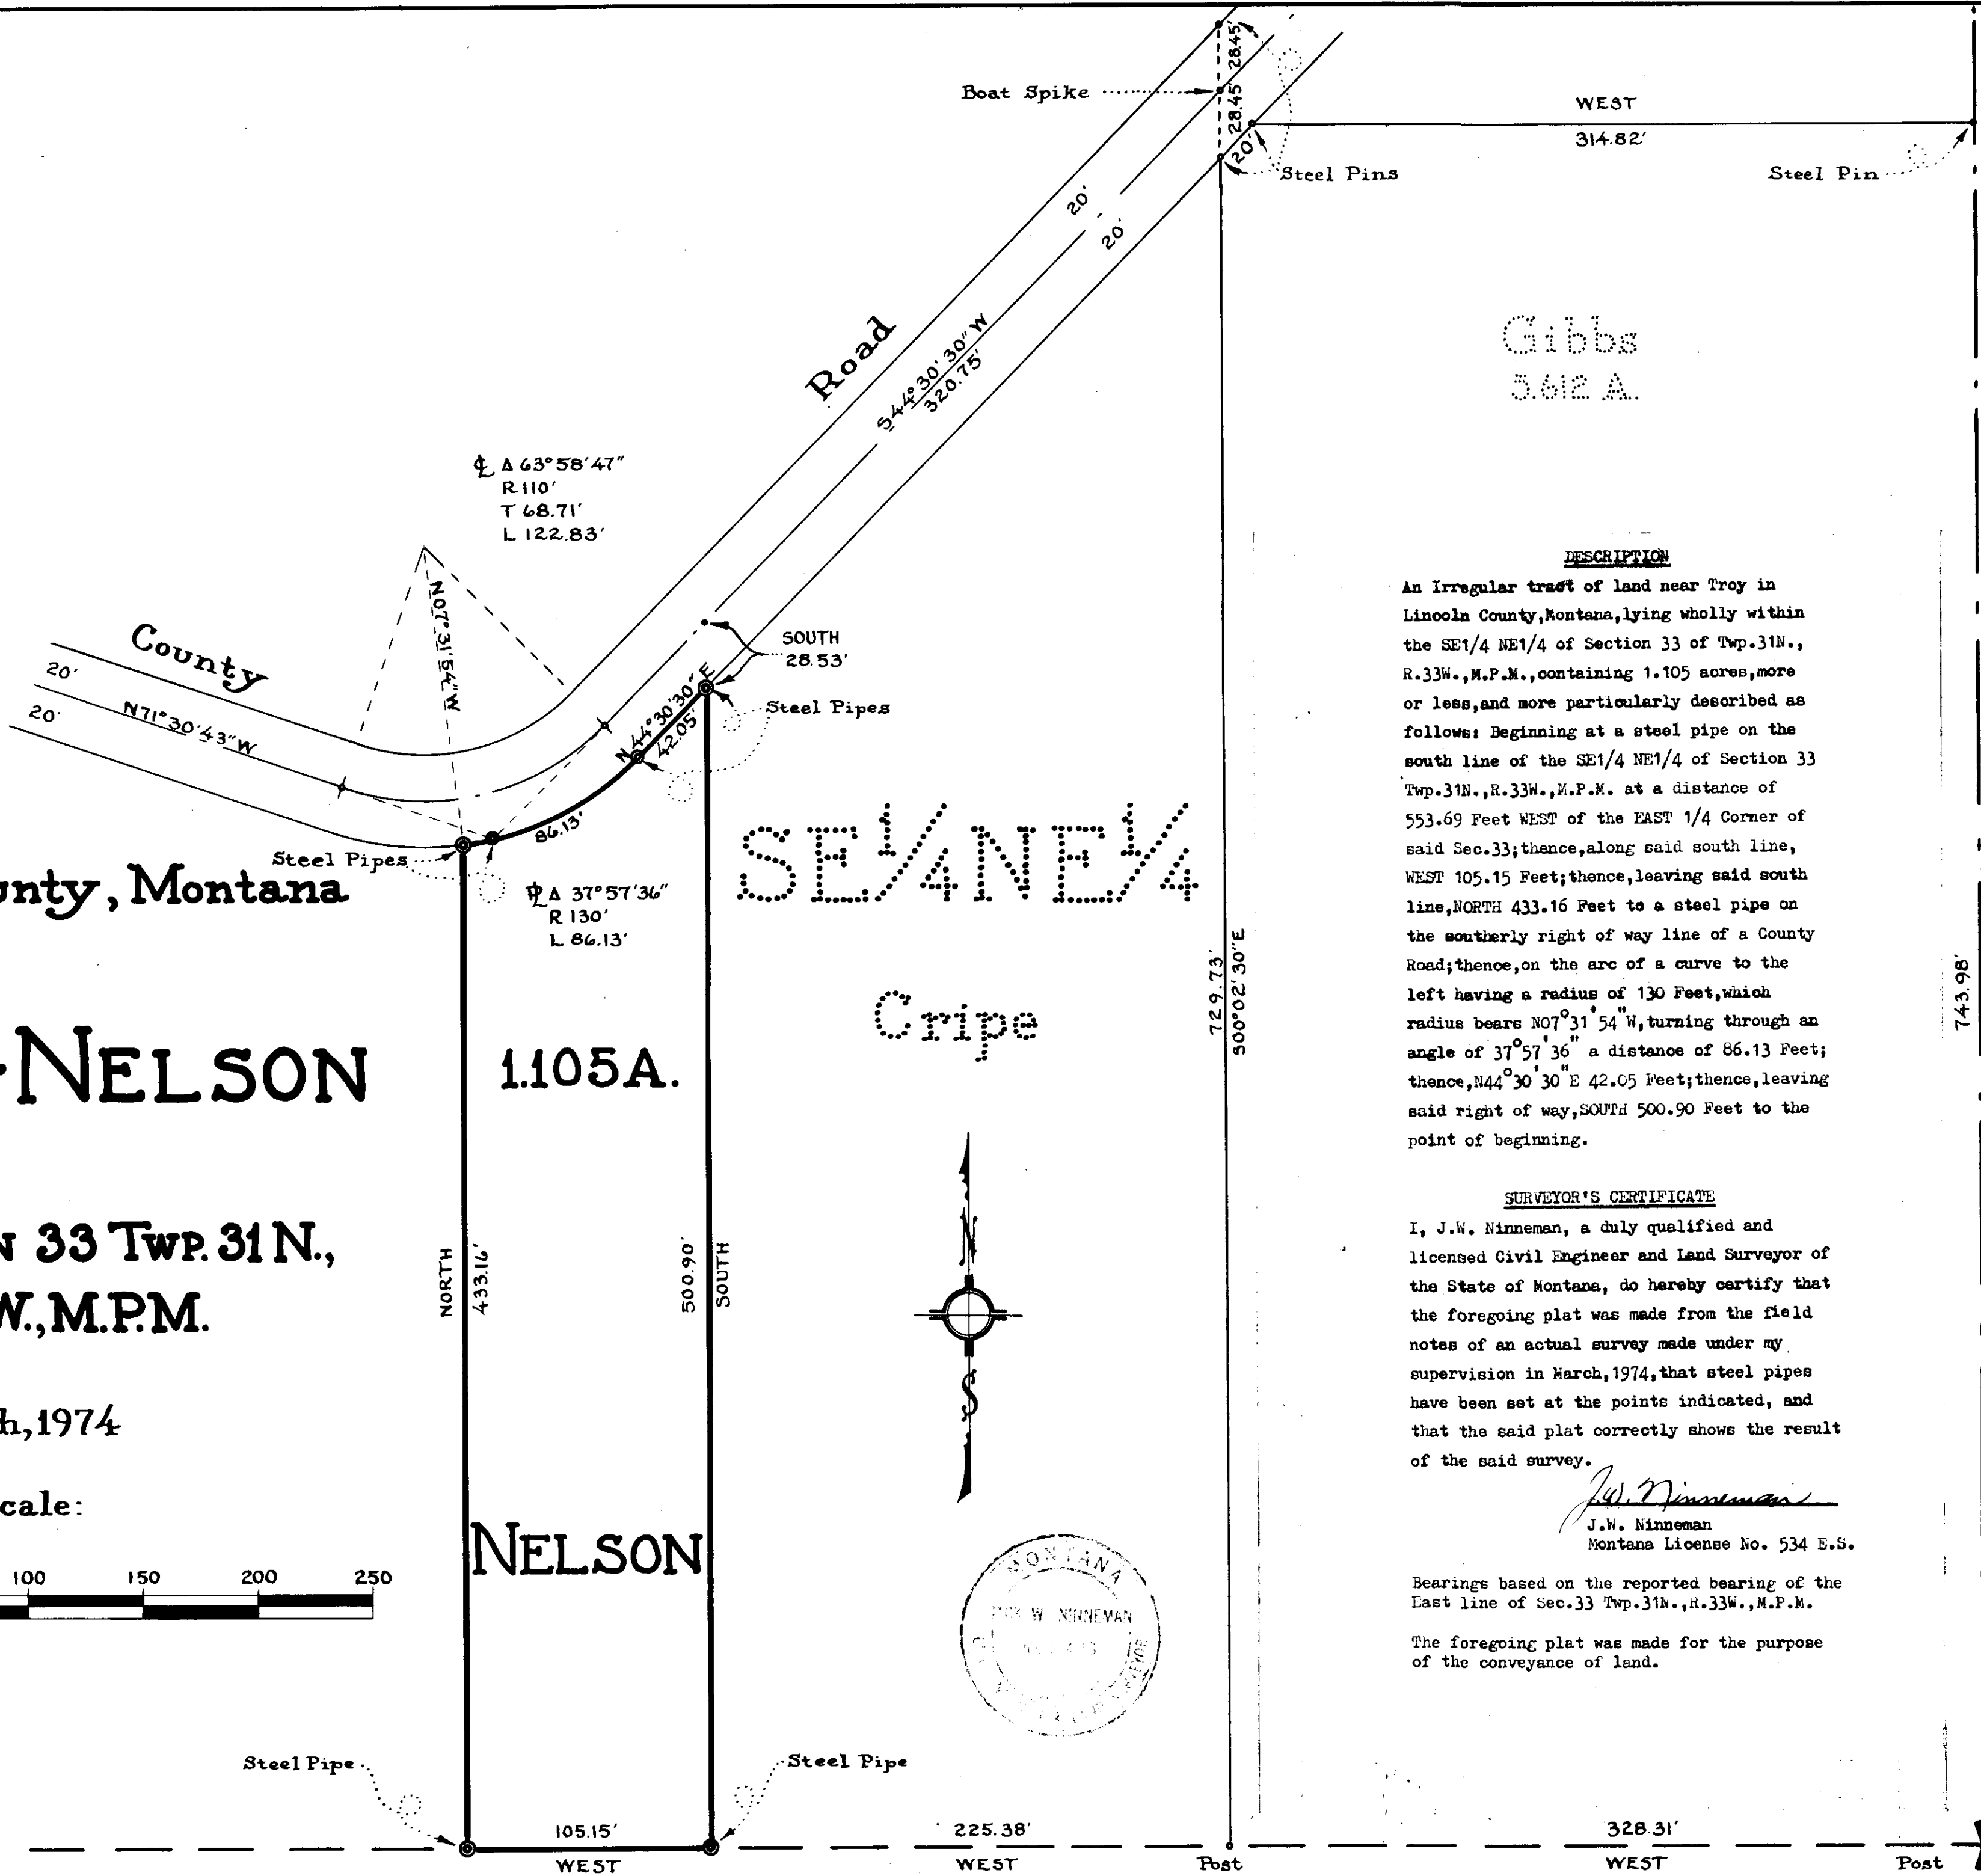 Boat Spike
28.45'
28.45'
20'
WEST
314.82'
Steel Pins
Steel Pin
20'
20'
Road
S44°30'30"W
320.75'
Gibbs
5.612 A.
℄ Δ 63°58'47"
R 110'
T 68.71'
L 122.83'
N07°31'54"W
County
20'
20'
N71°30'43"W
SOUTH
28.53'
N44°30'30"E
42.05'
Steel Pipes
86.13'
Steel Pipes
℄ Δ 37°57'36"
R 130'
L 86.13'
SE¼NE¼
unty, Montana
Cripe
729.73'
S00°02'30"E
743.98'
NELSON
1.105A.
N 33 TWP. 31 N.,
W., M.P.M.
h, 1974
cale:
100 150 200 250
NORTH
433.16'
500.90'
SOUTH
N
S
NELSON
MONTANA
W. NINNEMAN
Steel Pipe
Steel Pipe
105.15'
WEST
225.38'
WEST
Post
328.31'
WEST
Post
DESCRIPTION
An Irregular tract of land near Troy in
Lincoln County,Montana,lying wholly within
the SE1/4 NE1/4 of Section 33 of Twp.31N.,
R.33W.,M.P.M.,containing 1.105 acres,more
or less,and more particularly described as
follows: Beginning at a steel pipe on the
south line of the SE1/4 NE1/4 of Section 33
Twp.31N.,R.33W.,M.P.M. at a distance of
553.69 Feet WEST of the EAST 1/4 Corner of
said Sec.33;thence,along said south line,
WEST 105.15 Feet;thence,leaving said south
line,NORTH 433.16 Feet to a steel pipe on
the southerly right of way line of a County
Road;thence,on the arc of a curve to the
left having a radius of 130 Feet,which
radius bears N07°31'54"W,turning through an
angle of 37°57'36" a distance of 86.13 Feet;
thence,N44°30'30"E 42.05 Feet;thence,leaving
said right of way,SOUTH 500.90 Feet to the
point of beginning.
SURVEYOR'S CERTIFICATE
I, J.W. Ninneman, a duly qualified and
licensed Civil Engineer and Land Surveyor of
the State of Montana, do hereby certify that
the foregoing plat was made from the field
notes of an actual survey made under my
supervision in March,1974,that steel pipes
have been set at the points indicated, and
that the said plat correctly shows the result
of the said survey.
J.W. Ninneman
J.W. Ninneman
Montana License No. 534 E.S.
Bearings based on the reported bearing of the
East line of Sec.33 Twp.31N.,R.33W.,M.P.M.
The foregoing plat was made for the purpose
of the conveyance of land.